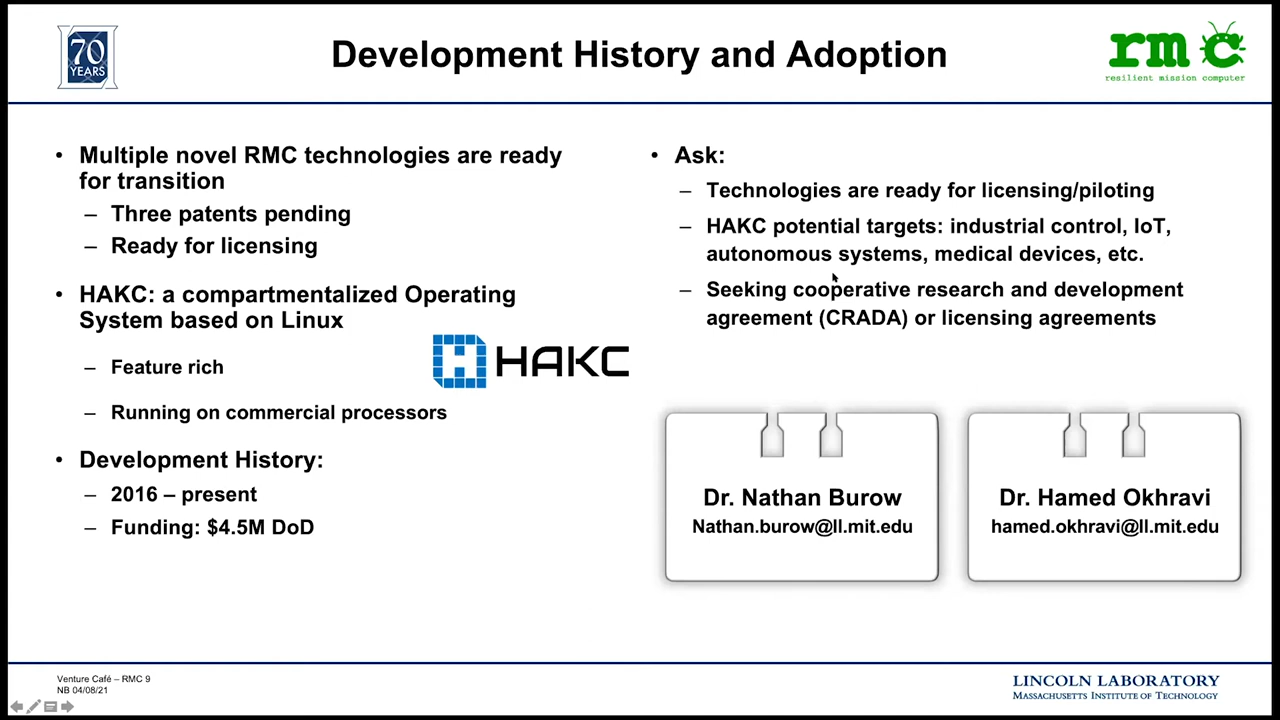 70
YEARS
Development History and Adoption
rmc
resilient mission computer
• Multiple novel RMC technologies are ready
for transition
– Three patents pending
– Ready for licensing
• HAKC: a compartmentalized Operating
System based on Linux
HAKC
– Feature rich
– Running on commercial processors
• Development History:
– 2016 – present
– Funding: $4.5M DoD
• Ask:
– Technologies are ready for licensing/piloting
– HAKC potential targets: industrial control, IoT,
autonomous systems, medical devices, etc.
– Seeking cooperative research and development
agreement (CRADA) or licensing agreements
Dr. Nathan Burow
Nathan.burow@ll.mit.edu
Dr. Hamed Okhravi
hamed.okhravi@ll.mit.edu
Venture Café – RMC 9
NB 04/08/21
LINCOLN LABORATORY
MASSACHUSETTS INSTITUTE OF TECHNOLOGY